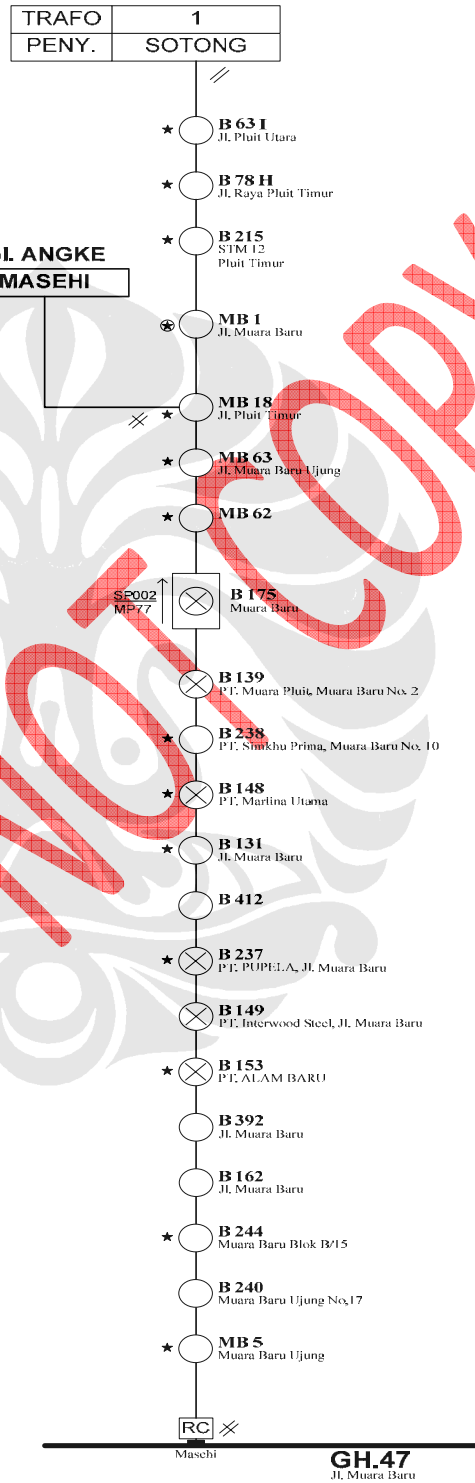 TRAFO 1
PENY. SOTONG
B 63 I
Jl. Pluit Utara
B 78 H
Jl. Raya Pluit Timur
B 215
STM 12
Pluit Timur
GI. ANGKE
MASEHI
MB 1
Jl. Muara Baru
MB 18
Jl. Pluit Timur
MB 63
Jl. Muara Baru Ujung
MB 62
SP002
MP77
B 175
Muara Baru
B 139
PT. Muara Pluit, Muara Baru No. 2
B 238
PT. Sinikhu Prima, Muara Baru No. 10
B 148
PT. Marlina Utama
B 131
Jl. Muara Baru
B 412
B 237
PT. PUPELA, Jl. Muara Baru
B 149
PT. Interwood Steel, Jl. Muara Baru
B 153
PT. ALAM BARU
B 392
Jl. Muara Baru
B 162
Jl. Muara Baru
B 244
Muara Baru Blok B/15
B 240
Muara Baru Ujung No,17
MB 5
Muara Baru Ujung
RC
Maschi
GH.47
Jl. Muara Baru
NOT COPY